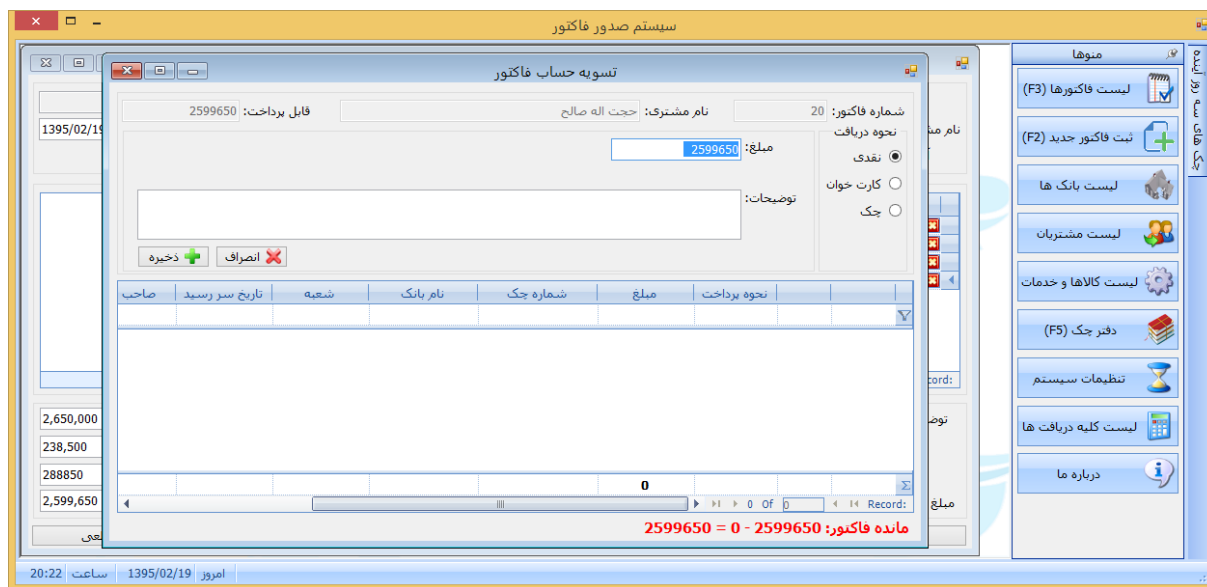 سیستم صدور فاکتور
منوها
لیست فاکتورها (F3)
ثبت فاکتور جدید (F2)
لیست بانک ها
لیست مشتریان
لیست کالاها و خدمات
دفتر چک (F5)
تنظیمات سیستم
لیست کلیه دریافت ها
درباره ما
چک های سه روز آینده
تسویه حساب فاکتور
شماره فاکتور: 20
نام مشتری: حجت اله صالح
قابل پرداخت: 2599650
نحوه دریافت
نقدی
کارت خوان
چک
مبلغ: 2599650
توضیحات:
انصراف
ذخیره
نحوه پرداخت
مبلغ
شماره چک
نام بانک
شعبه
تاریخ سر رسید
صاحب
0
Record: 0 Of 0
مانده فاکتور: 2599650 - 0 = 2599650
1395/02/19
2,650,000
238,500
288850
2,599,650
مبلغ
امروز 1395/02/19
ساعت 20:22